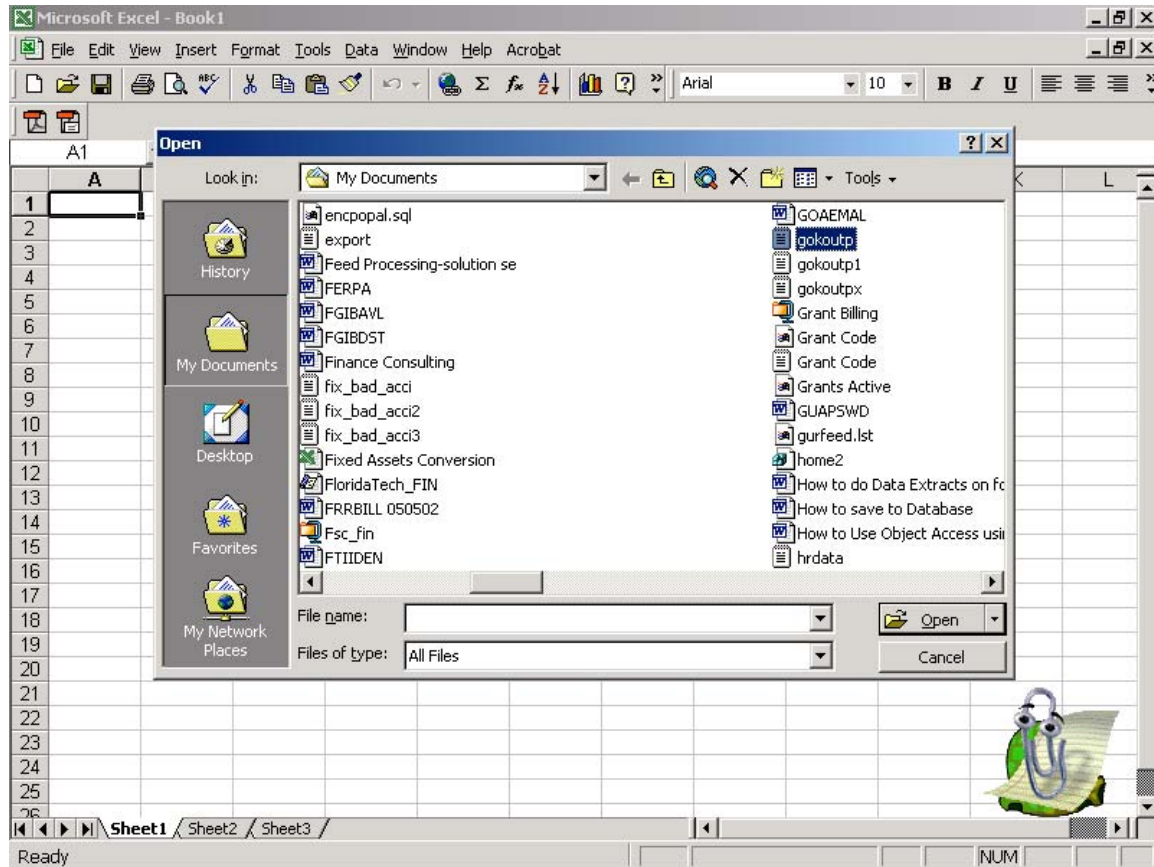 Microsoft Excel - Book1
File Edit View Insert Format Tools Data Window Help Acrobat
Arial 10 B I U
A1
Open
Look in: My Documents Tools
A K L
1
2
3
4
5
6
7
8
9
10
11
12
13
14
15
16
17
18
19
20
21
22
23
24
25
26
History
My Documents
Desktop
Favorites
My Network Places
encpopal.sql
export
Feed Processing-solution se
FERPA
FGIBAVL
FGIBDST
Finance Consulting
fix_bad_acci
fix_bad_acci2
fix_bad_acci3
Fixed Assets Conversion
FloridaTech_FIN
FRRBILL 050502
Fsc_fin
FTIIDEN
GOAEMAL
gokoutp
gokoutp1
gokoutpx
Grant Billing
Grant Code
Grant Code
Grants Active
GUAPSWD
gurfeed.lst
home2
How to do Data Extracts on fo
How to save to Database
How to Use Object Access usin
hrdata
File name: Open
Files of type: All Files Cancel
Sheet1 Sheet2 Sheet3
Ready NUM